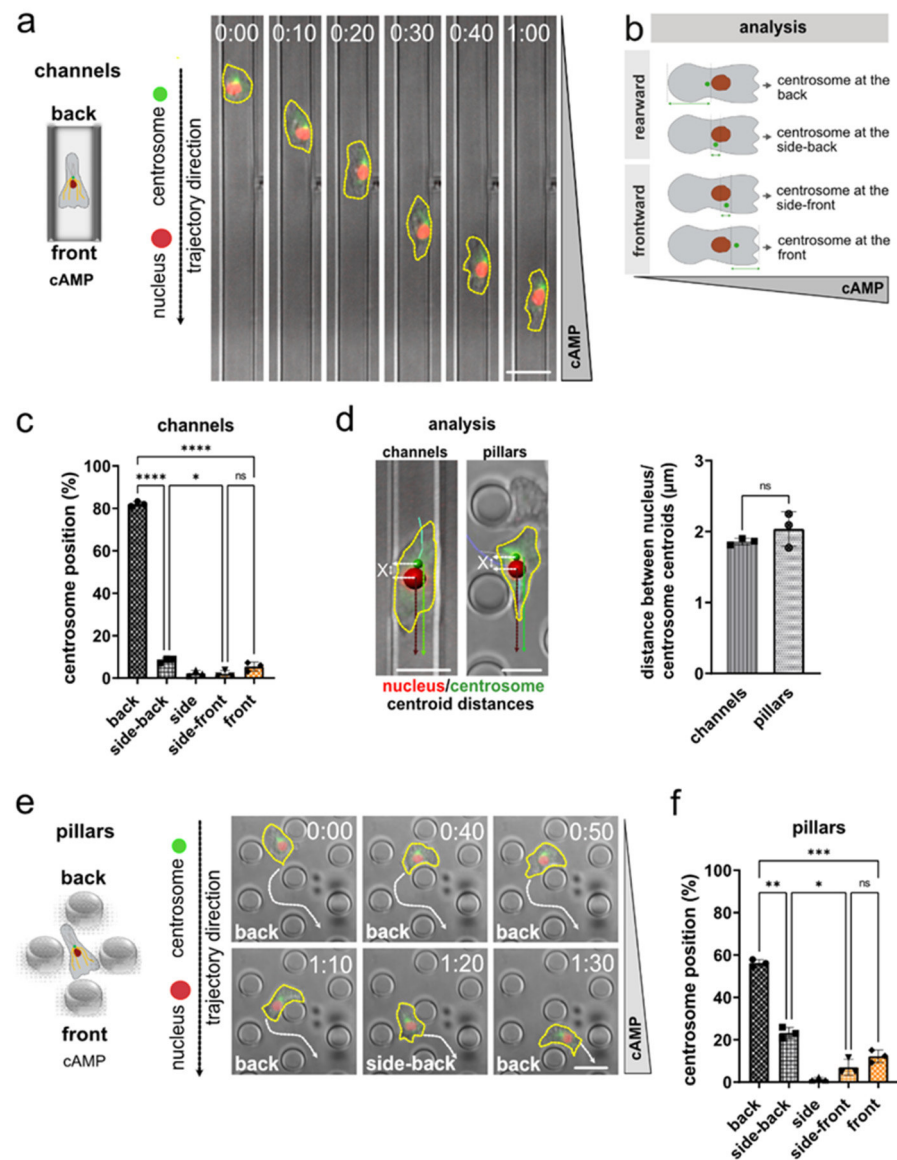 a
channels
back
front
cAMP
nucleus
centrosome
trajectory direction
0:00
0:10
0:20
0:30
0:40
1:00
cAMP
b
analysis
rearward
centrosome at the
back
centrosome at the
side-back
frontward
centrosome at the
side-front
centrosome at the
front
cAMP
c
channels
centrosome position (%)
100
80
60
40
20
0
****
****
*
ns
back
side-back
side
side-front
front
d
analysis
channels
pillars
X
X
nucleus/centrosome
centroid distances
distance between nucleus/
centrosome centroids (µm)
3
2
1
0
ns
channels
pillars
e
pillars
back
front
cAMP
nucleus
centrosome
trajectory direction
0:00
back
0:40
back
0:50
back
1:10
back
1:20
side-back
1:30
back
cAMP
f
pillars
centrosome position (%)
100
80
60
40
20
0
***
**
*
ns
back
side-back
side
side-front
front